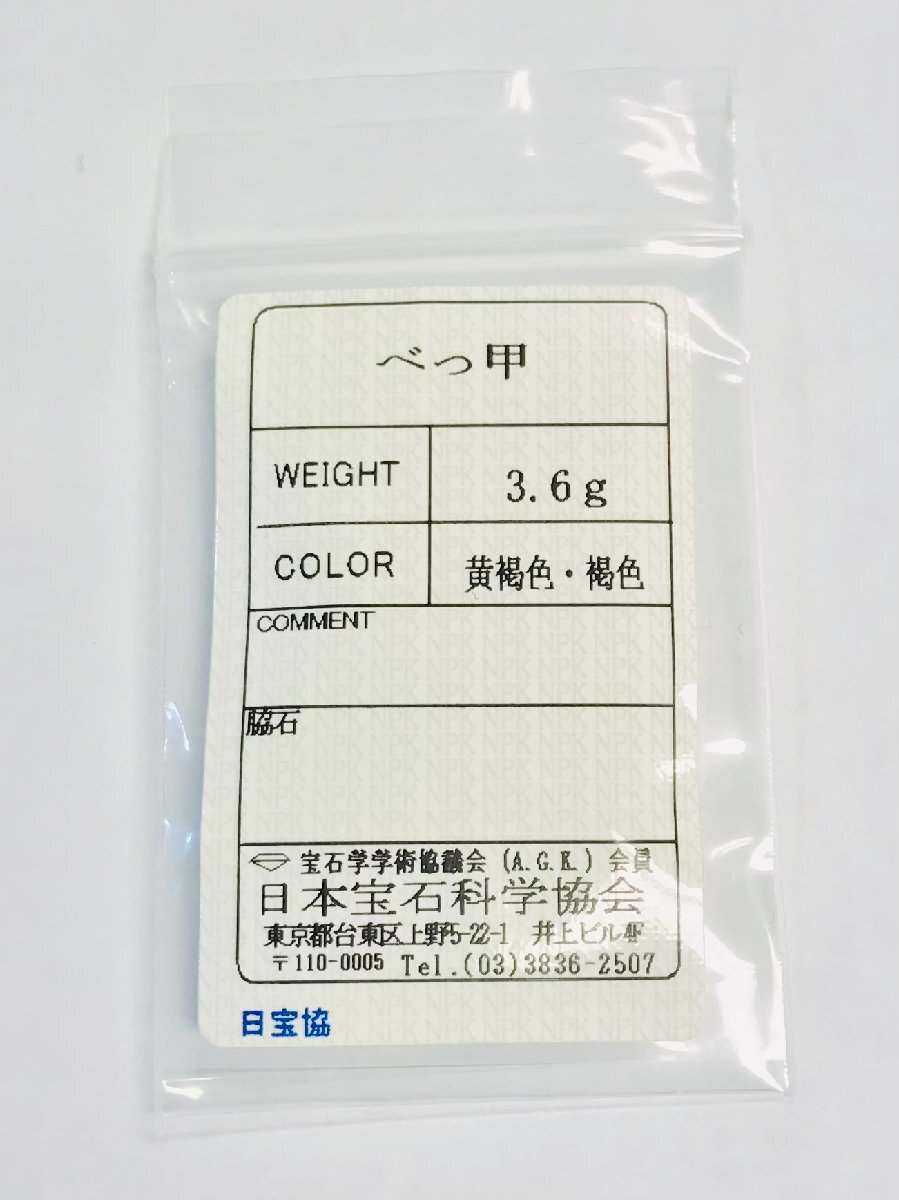 べっ甲
WEIGHT 3.6g
COLOR 黄褐色・褐色
COMMENT
脇石
宝石学学術協議会 (A.G.K.) 会員
日本宝石科学協会
東京都台東区上野5-22-1 井上ビル4F
〒110-0005 Tel.(03)3836-2507
日宝協